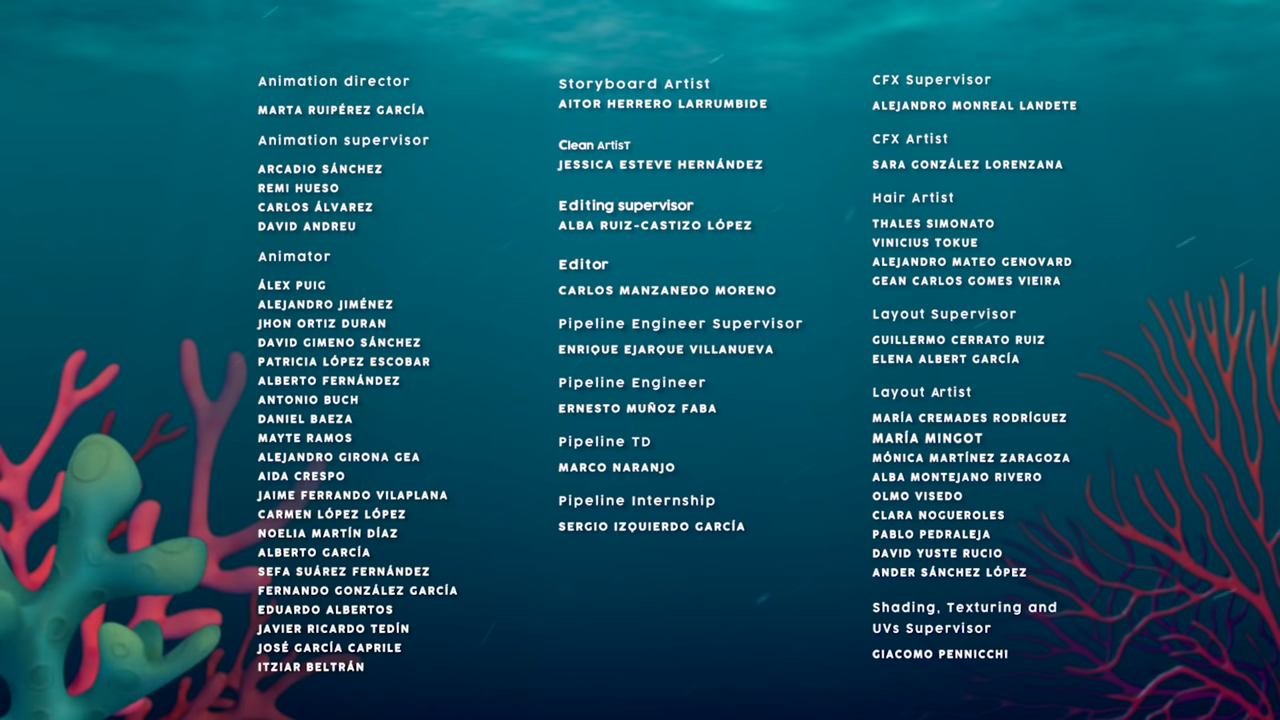 Animation director
MARTA RUIPÉREZ GARCÍA
Animation supervisor
ARCADIO SÁNCHEZ
REMI HUESO
CARLOS ÁLVAREZ
DAVID ANDREU
Animator
ÁLEX PUIG
ALEJANDRO JIMÉNEZ
JHON ORTIZ DURAN
DAVID GIMENO SÁNCHEZ
PATRICIA LÓPEZ ESCOBAR
ALBERTO FERNÁNDEZ
ANTONIO BUCH
DANIEL BAEZA
MAYTE RAMOS
ALEJANDRO GIRONA GEA
AIDA CRESPO
JAIME FERRANDO VILAPLANA
CARMEN LÓPEZ LÓPEZ
NOELIA MARTÍN DÍAZ
ALBERTO GARCÍA
SEFA SUÁREZ FERNÁNDEZ
FERNANDO GONZÁLEZ GARCÍA
EDUARDO ALBERTOS
JAVIER RICARDO TEDÍN
JOSÉ GARCÍA CAPRILE
ITZIAR BELTRÁN
Storyboard Artist
AITOR HERRERO LARRUMBIDE
Clean ArtisT
JESSICA ESTEVE HERNÁNDEZ
Editing supervisor
ALBA RUIZ-CASTIZO LÓPEZ
Editor
CARLOS MANZANEDO MORENO
Pipeline Engineer Supervisor
ENRIQUE EJARQUE VILLANUEVA
Pipeline Engineer
ERNESTO MUÑOZ FABA
Pipeline TD
MARCO NARANJO
Pipeline Internship
SERGIO IZQUIERDO GARCÍA
CFX Supervisor
ALEJANDRO MONREAL LANDETE
CFX Artist
SARA GONZÁLEZ LORENZANA
Hair Artist
THALES SIMONATO
VINICIUS TOKUE
ALEJANDRO MATEO GENOVARD
GEAN CARLOS GOMES VIEIRA
Layout Supervisor
GUILLERMO CERRATO RUIZ
ELENA ALBERT GARCÍA
Layout Artist
MARÍA CREMADES RODRÍGUEZ
MARÍA MINGOT
MÓNICA MARTÍNEZ ZARAGOZA
ALBA MONTEJANO RIVERO
OLMO VISEDO
CLARA NOGUEROLES
PABLO PEDRALEJA
DAVID YUSTE RUCIO
ANDER SÁNCHEZ LÓPEZ
Shading, Texturing and
UVs Supervisor
GIACOMO PENNICCHI